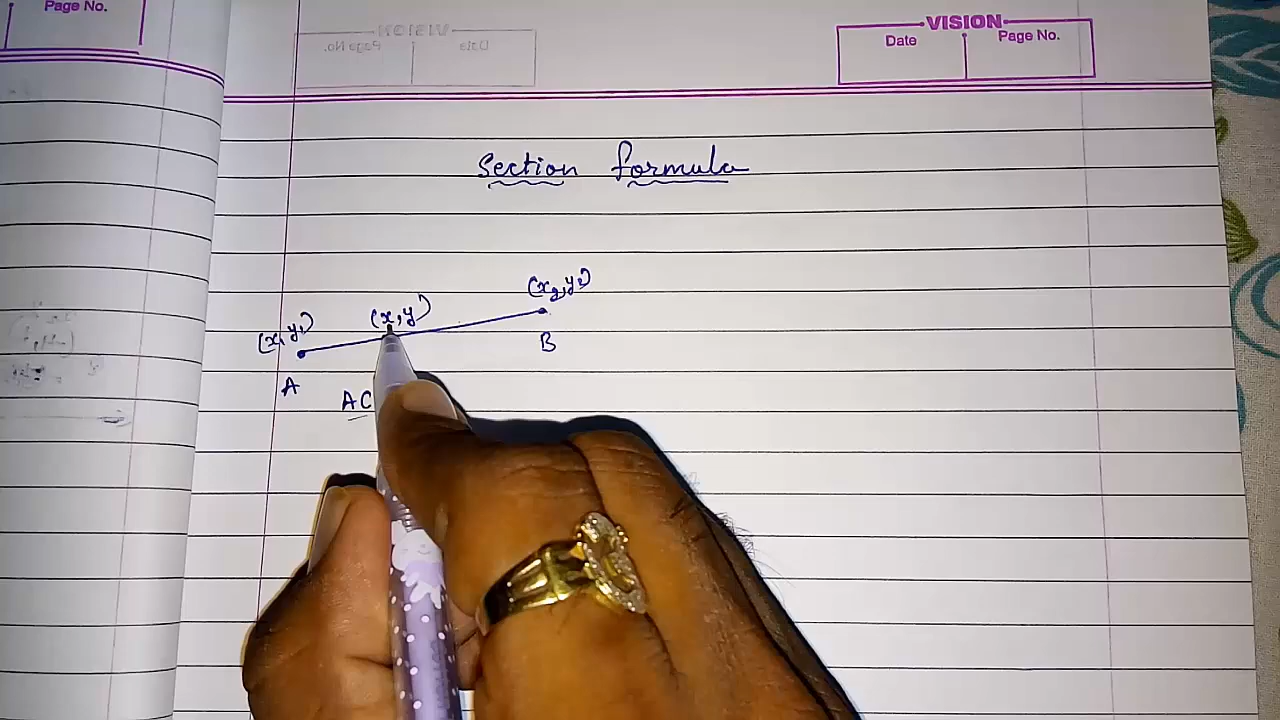 Page No.
VISION
Date Page No.
Section formula
(x₂, y₂)
(x, y)
(x₁, y₁)
B
A
AC